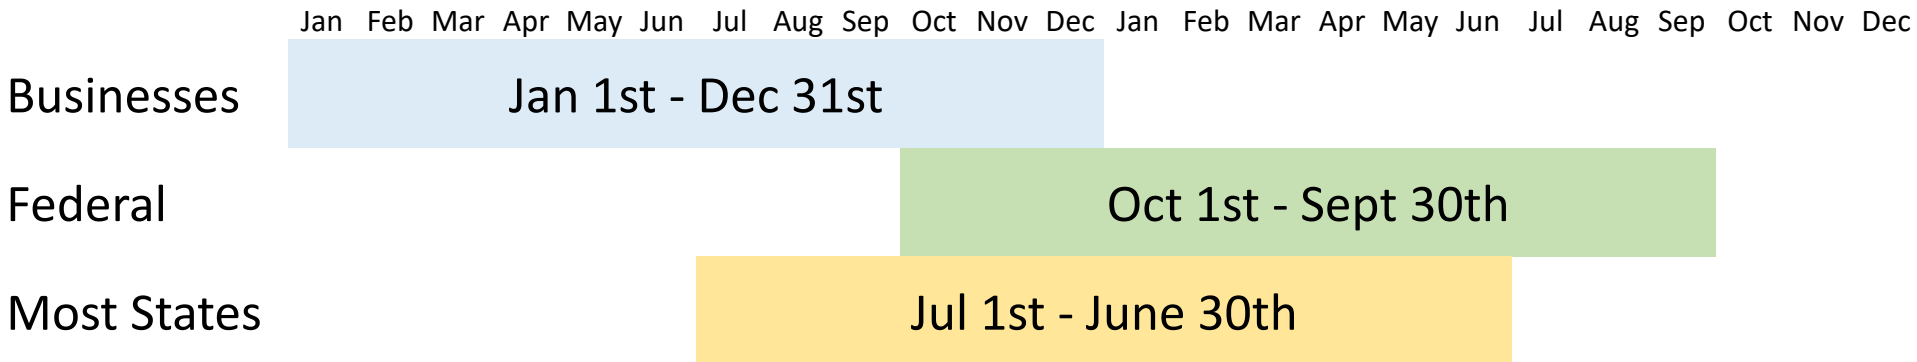 Jan Feb Mar Apr May Jun Jul Aug Sep Oct Nov Dec Jan Feb Mar Apr May Jun Jul Aug Sep Oct Nov Dec
Businesses Jan 1st - Dec 31st
Federal Oct 1st - Sept 30th
Most States Jul 1st - June 30th